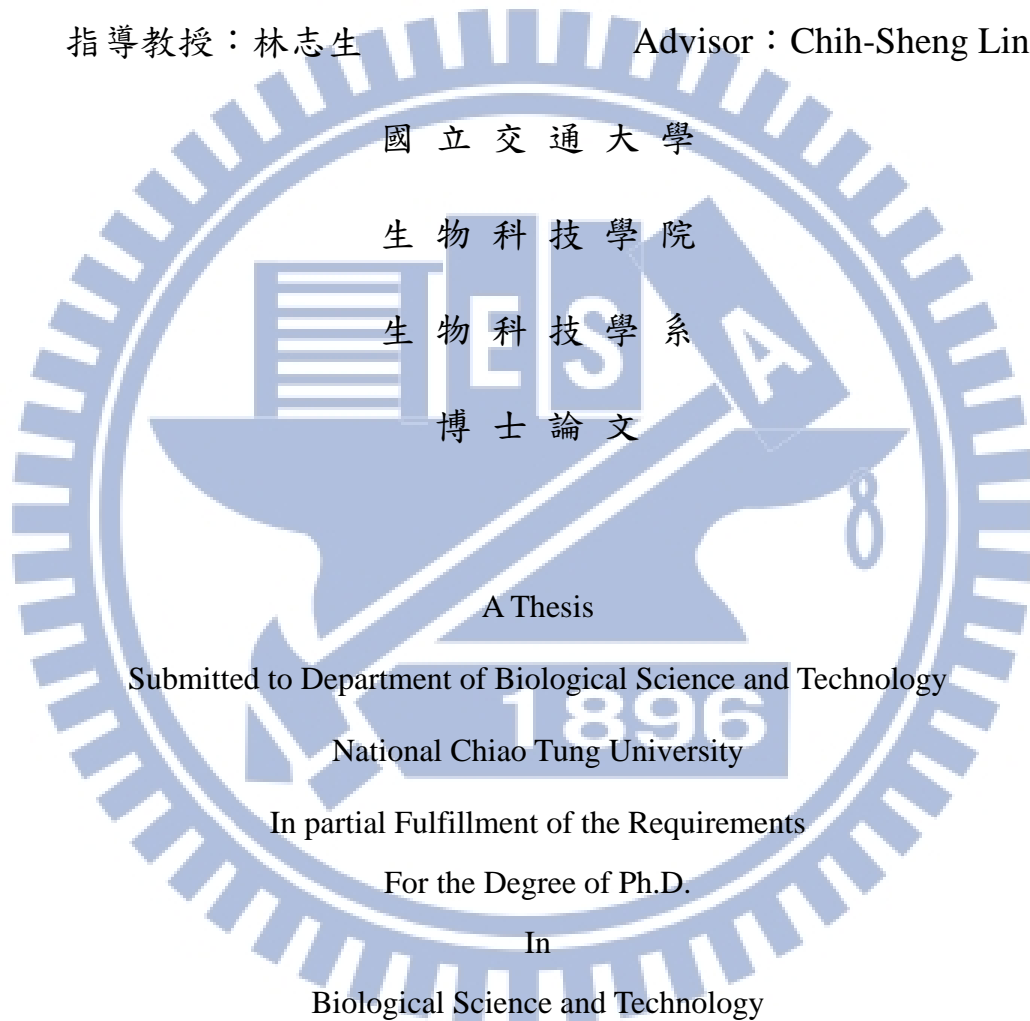 指導教授：林志生 Advisor：Chih-Sheng Lin
國立交通大學
生物科技學院
E S A
生物科技學系
博士論文
8
A Thesis
Submitted to Department of Biological Science and Technology
1896
National Chiao Tung University
In partial Fulfillment of the Requirements
For the Degree of Ph.D.
In
Biological Science and Technology